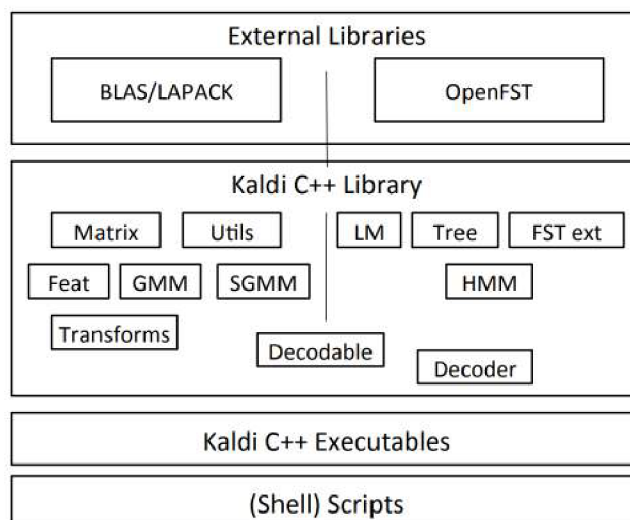 External Libraries
BLAS/LAPACK
OpenFST
Kaldi C++ Library
Matrix
Utils
LM
Tree
FST ext
Feat
GMM
SGMM
HMM
Transforms
Decodable
Decoder
Kaldi C++ Executables
(Shell) Scripts